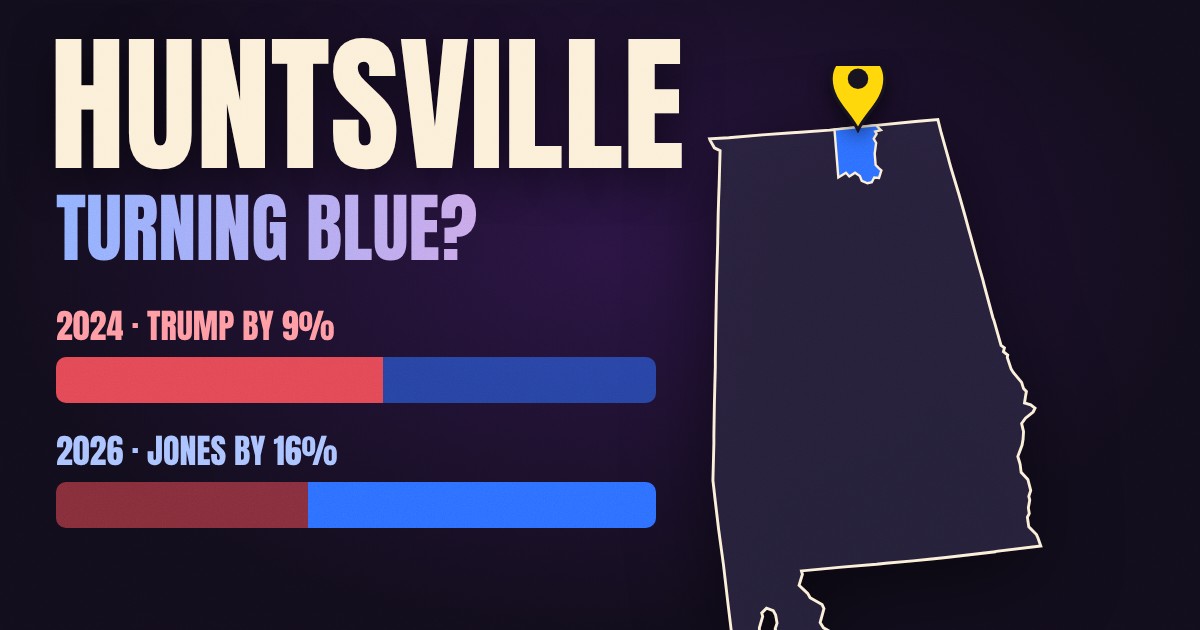 HUNTSVILLE
TURNING BLUE?
2024 · TRUMP BY 9%
2026 · JONES BY 16%